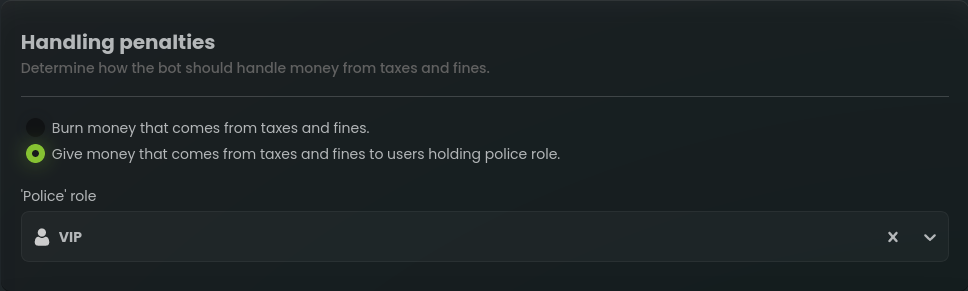 Handling penalties
Determine how the bot should handle money from taxes and fines.
Burn money that comes from taxes and fines.
Give money that comes from taxes and fines to users holding police role.
'Police' role
VIP